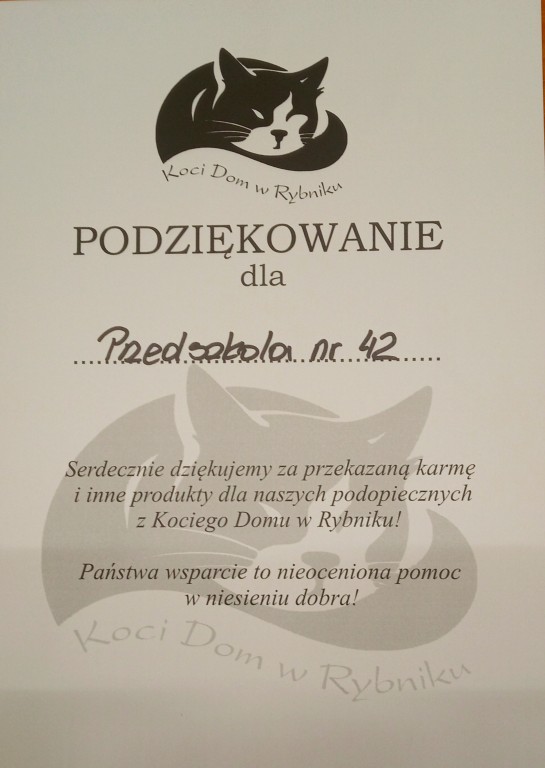 Koci Dom w Rybniku
PODZIĘKOWANIE
dla
Przedszkola nr 42
Serdecznie dziękujemy za przekazaną karmę
i inne produkty dla naszych podopiecznych
z Kociego Domu w Rybniku!
Państwa wsparcie to nieoceniona pomoc
w niesieniu dobra!
Koci Dom w Rybniku